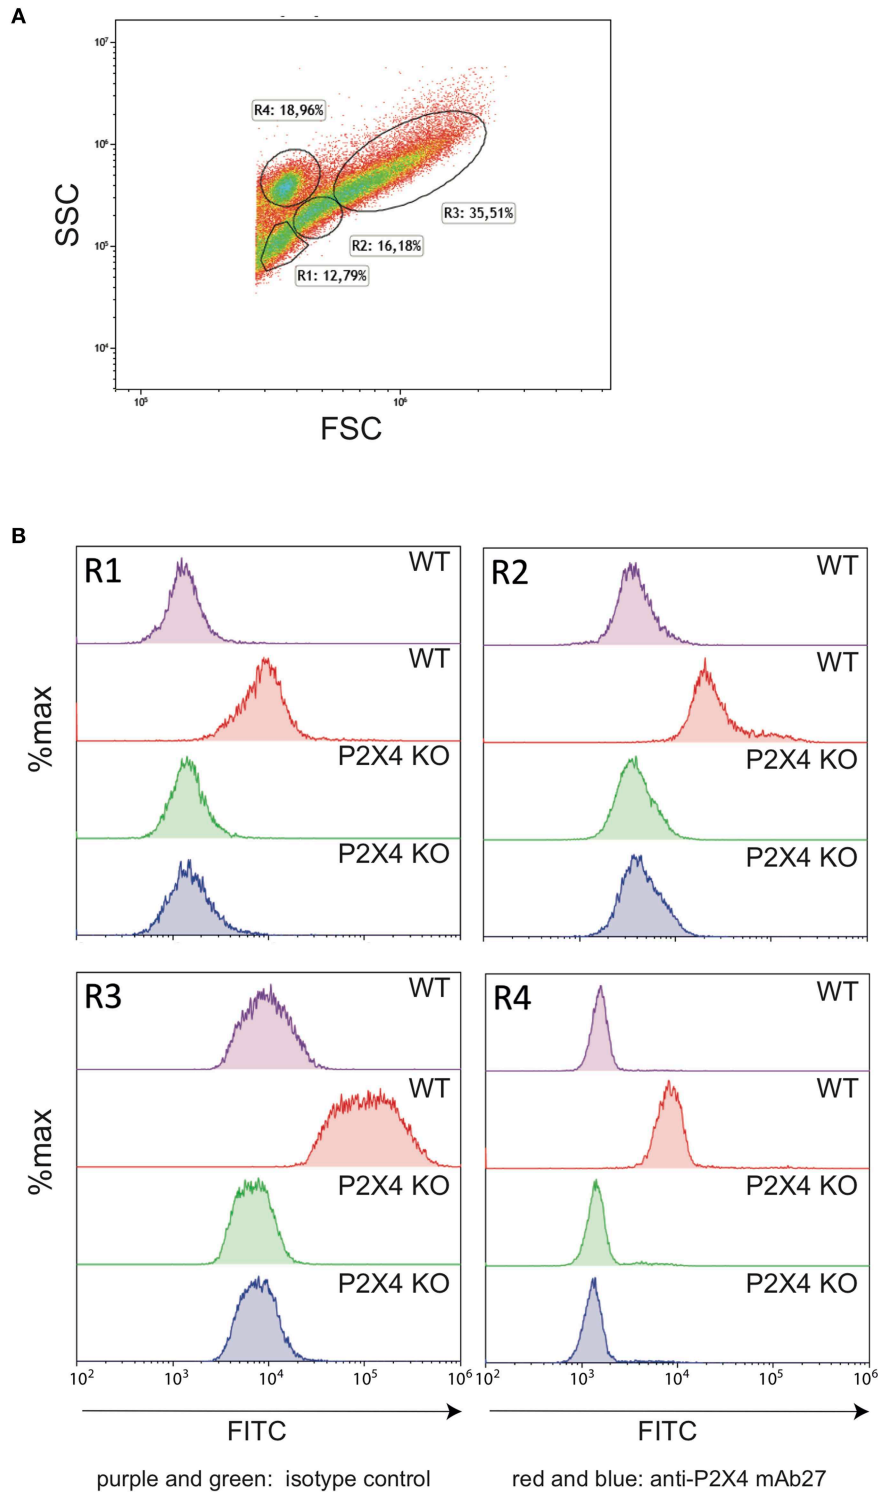 A
10⁷
R4: 18,96%
10⁶
SSC
R3: 35,51%
10⁵
R2: 16,18%
R1: 12,79%
10⁴
10⁵ 10⁶
FSC
B
R1 WT
WT
P2X4 KO
P2X4 KO
%max
R2 WT
WT
P2X4 KO
P2X4 KO
R3 WT
WT
P2X4 KO
P2X4 KO
%max
10² 10³ 10⁴ 10⁵ 10⁶
FITC
R4 WT
WT
P2X4 KO
P2X4 KO
10² 10³ 10⁴ 10⁵ 10⁶
FITC
purple and green: isotype control
red and blue: anti-P2X4 mAb27